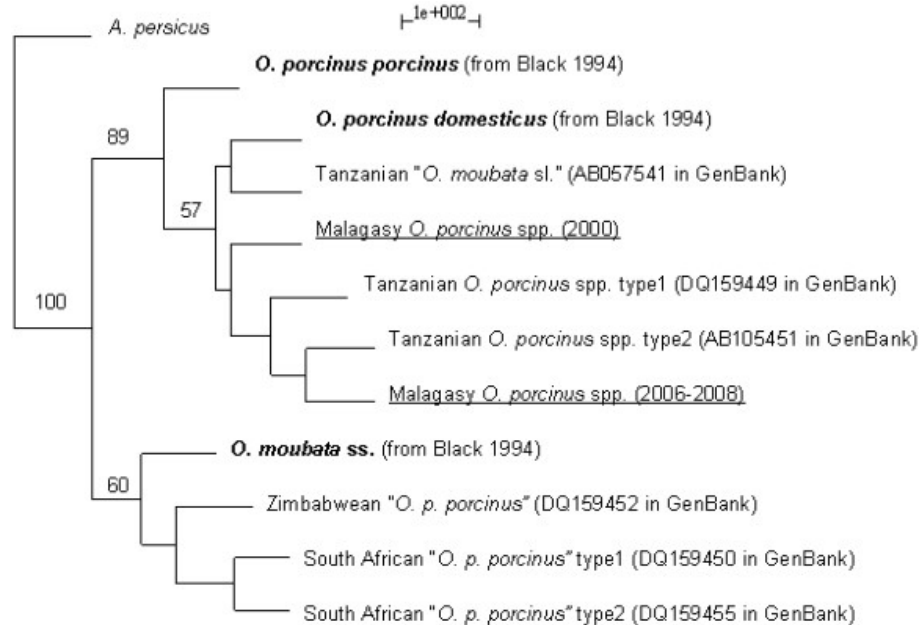 1e+002
A. persicus
O. porcinus porcinus (from Black 1994)
O. porcinus domesticus (from Black 1994)
89
Tanzanian "O. moubata sl." (AB057541 in GenBank)
57
Malagasy O. porcinus spp. (2000)
Tanzanian O. porcinus spp. type1 (DQ159449 in GenBank)
100
Tanzanian O. porcinus spp. type2 (AB105451 in GenBank)
Malagasy O. porcinus spp. (2006-2008)
O. moubata ss. (from Black 1994)
60
Zimbabwean "O. p. porcinus" (DQ159452 in GenBank)
South African "O. p. porcinus" type1 (DQ159450 in GenBank)
South African "O. p. porcinus" type2 (DQ159455 in GenBank)